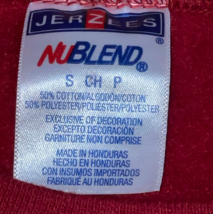 JERZEES
NUBLEND®
S CH P
50% COTTON/ALGODÓN/COTON
50% POLYESTER/POLIÉSTER/POLYESTER
EXCLUSIVE OF DECORATION
EXCEPTO DECORACIÓN
GARNITURE NON COMPRISE
MADE IN HONDURAS
HECHO EN HONDURAS
CON INSUMOS IMPORTADOS
FABRIQUÉ AU HONDURAS